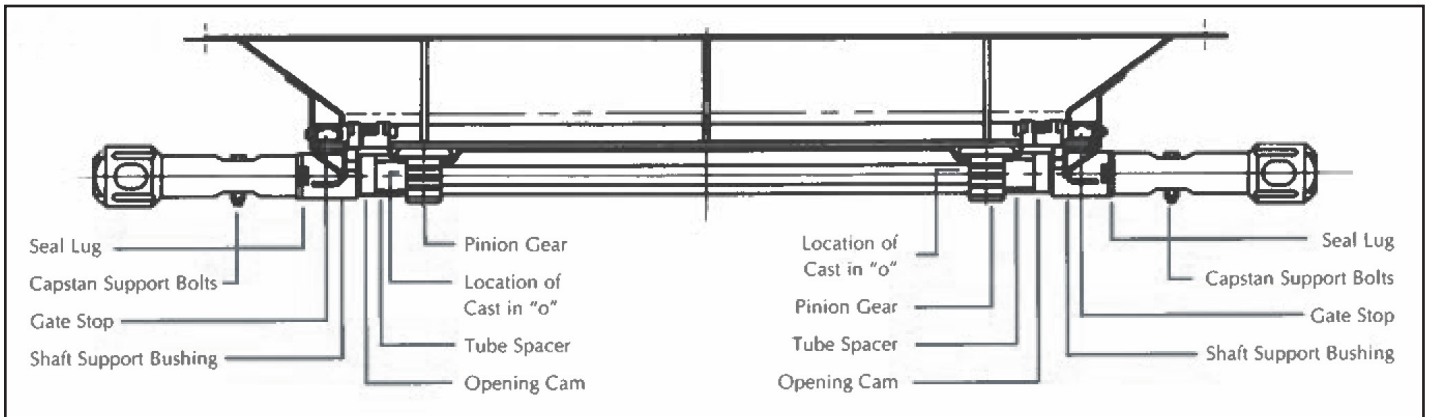 Seal Lug
Capstan Support Bolts
Gate Stop
Shaft Support Bushing
Pinion Gear
Location of
Cast in "o"
Tube Spacer
Opening Cam
Location of
Cast in "o"
Pinion Gear
Tube Spacer
Opening Cam
Seal Lug
Capstan Support Bolts
Gate Stop
Shaft Support Bushing